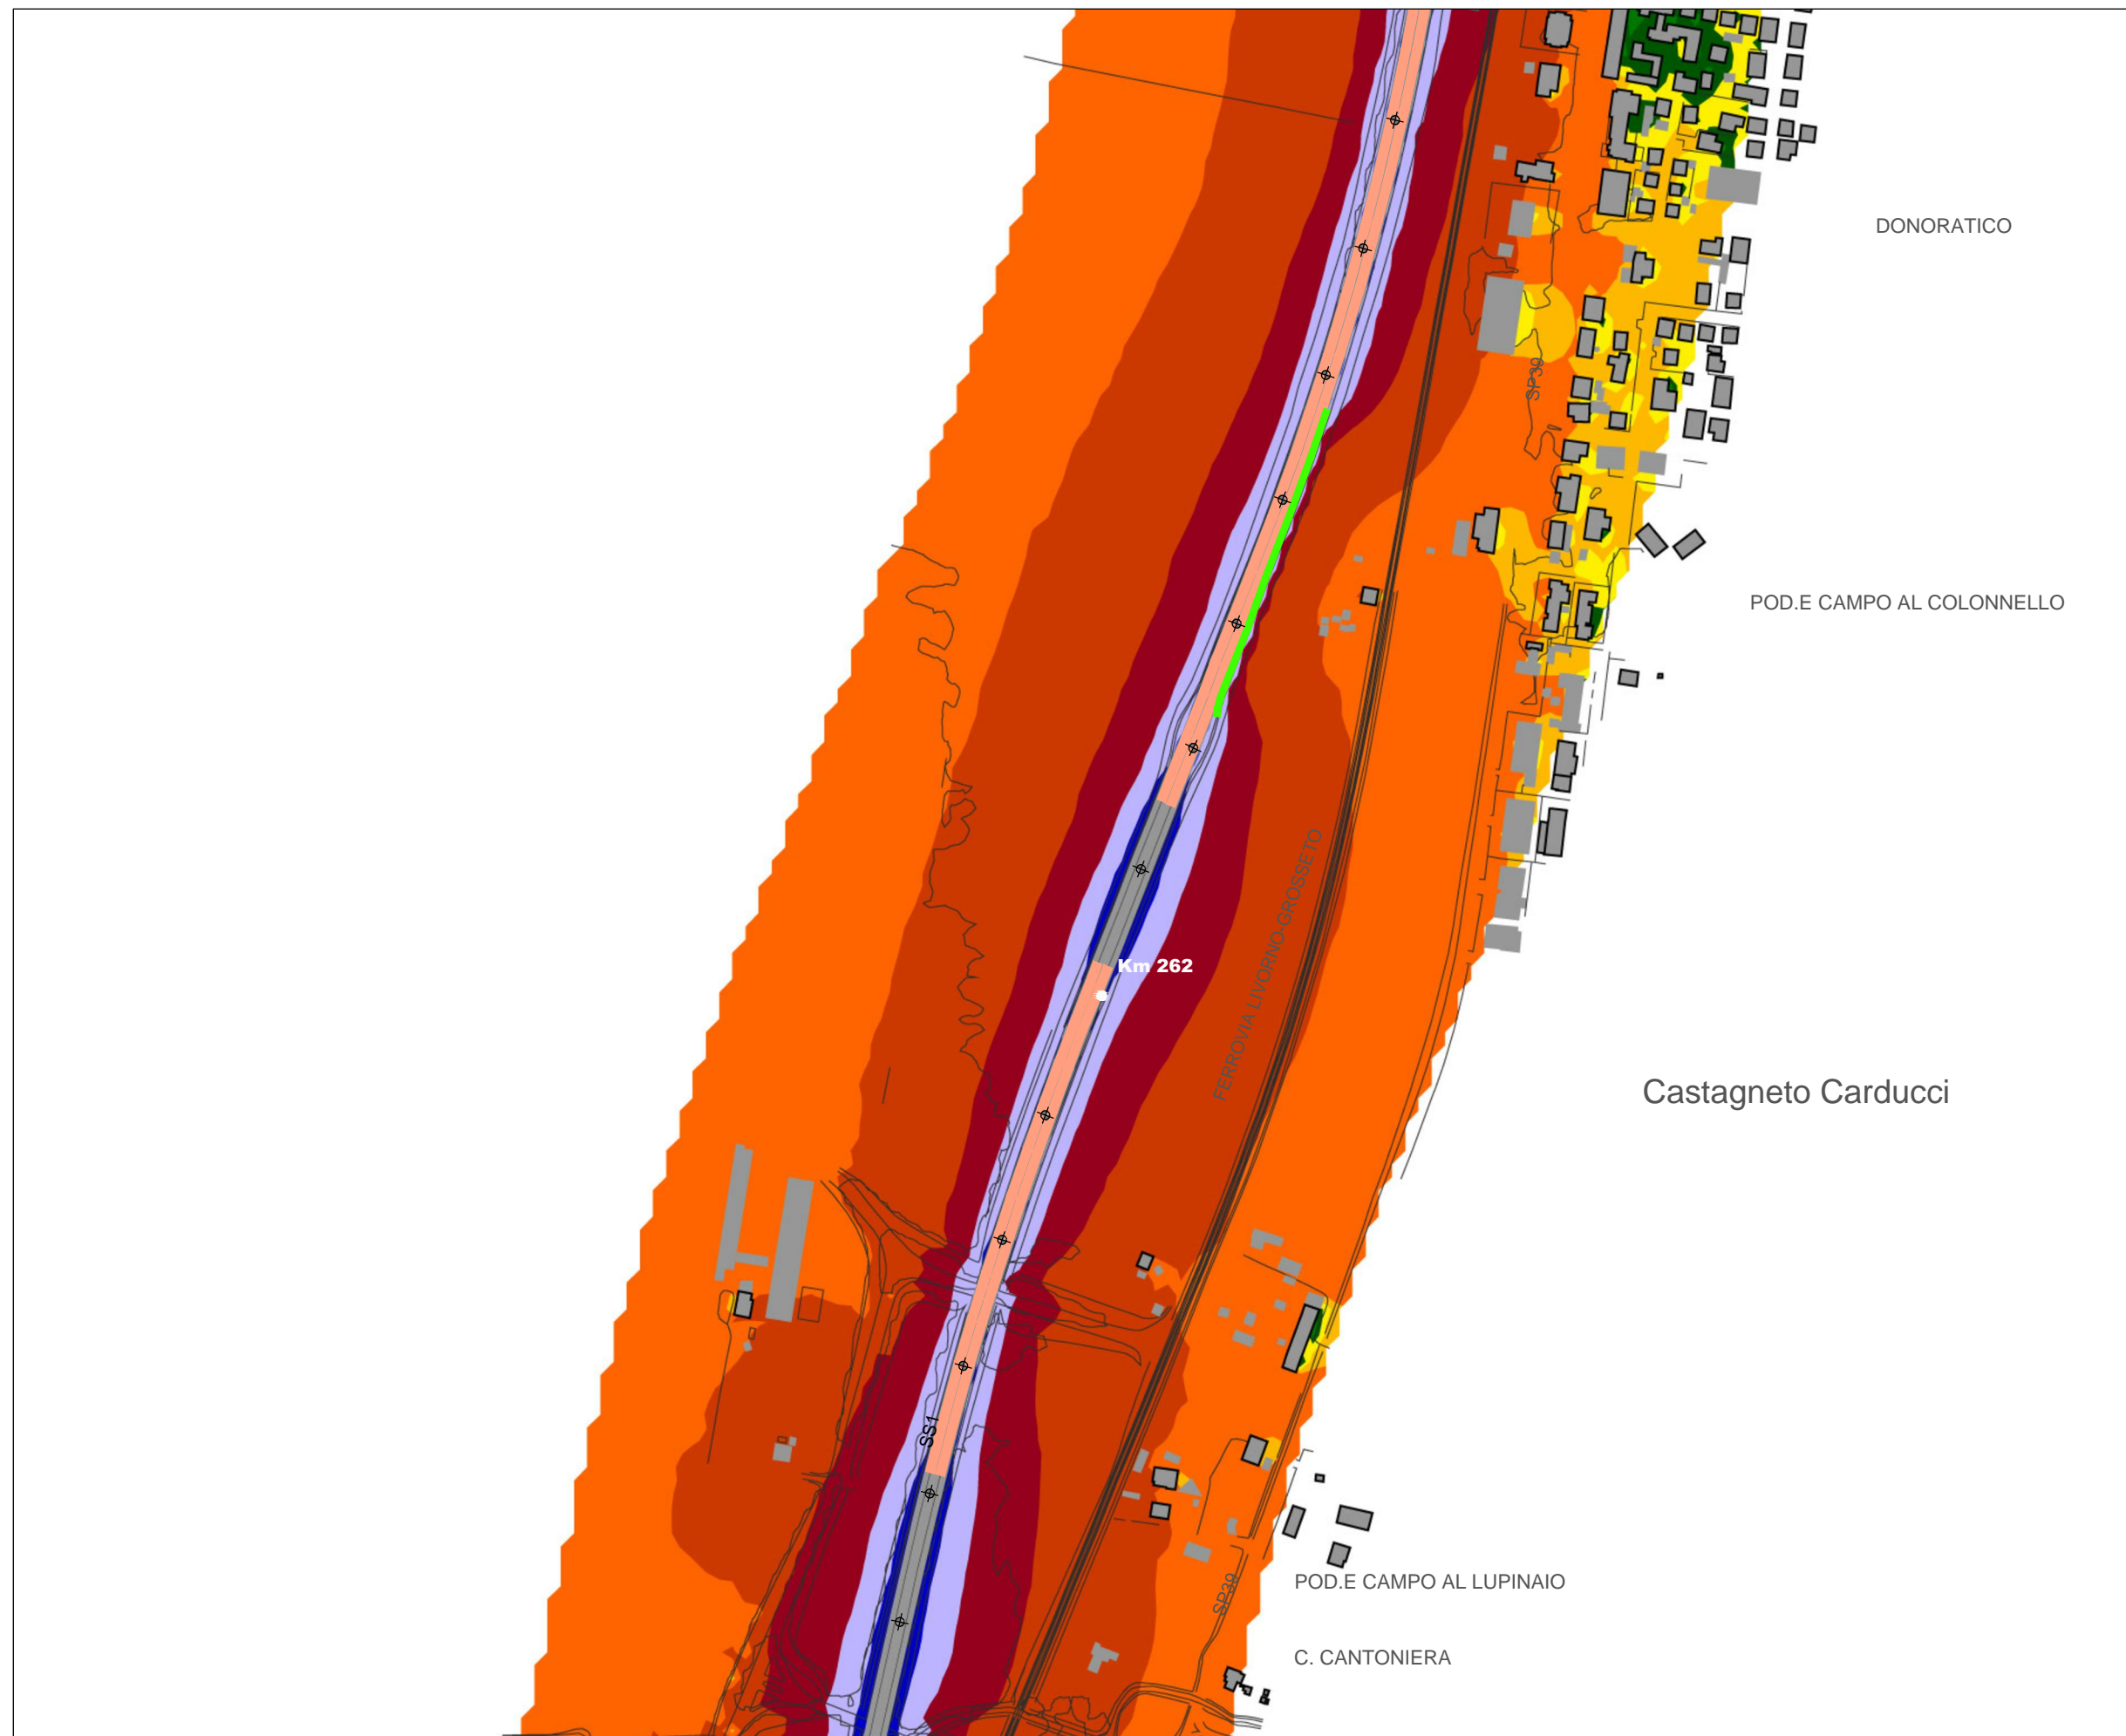 DONORATICO
SP39
POD.E CAMPO AL COLONNELLO
FERROVIA LIVORNO-GROSSETO
Km 262
Castagneto Carducci
SS1
POD.E CAMPO AL LUPINAIO
SP39
C. CANTONIERA